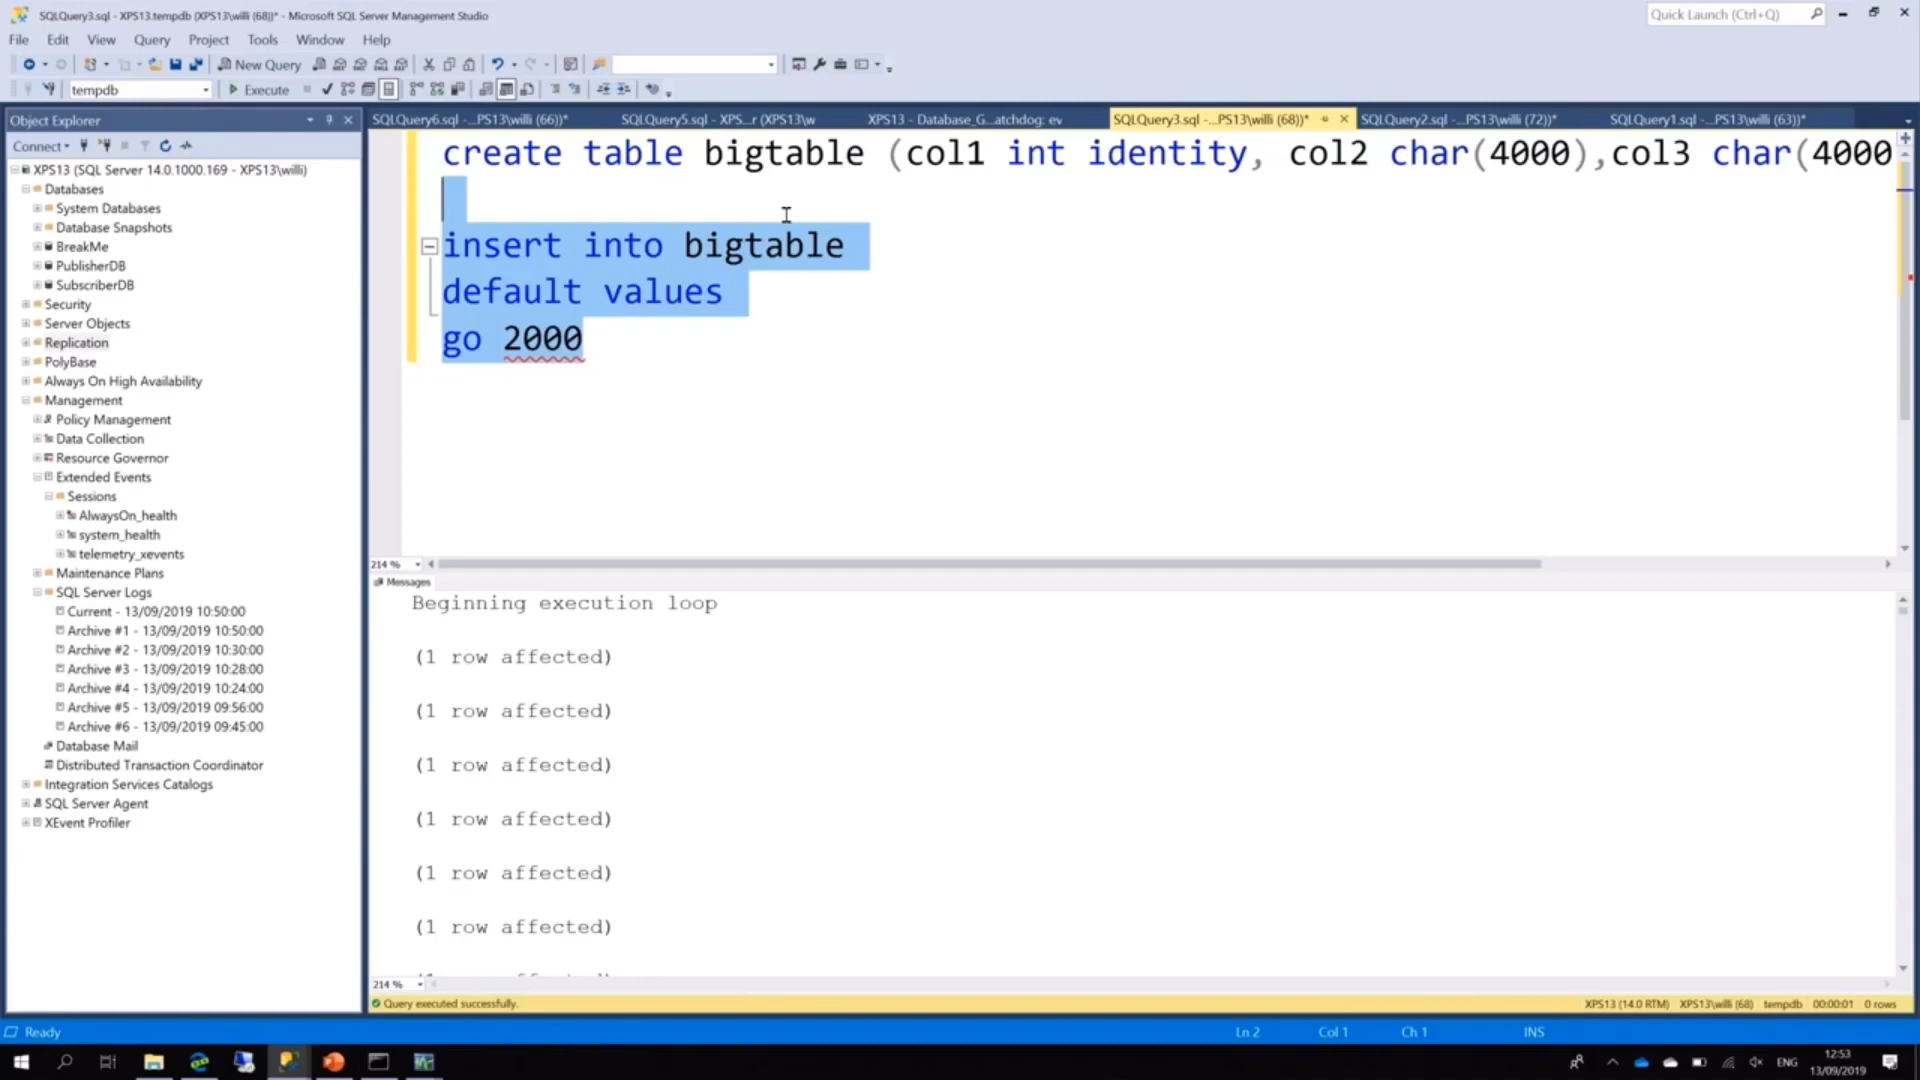 SQLQuery3.sql - XPS13.tempdb (XPS13\willi (68))* - Microsoft SQL Server Management Studio
Quick Launch (Ctrl+Q)
File Edit View Query Project Tools Window Help
New Query
tempdb
Execute
Object Explorer
Connect
XPS13 (SQL Server 14.0.1000.169 - XPS13\willi)
Databases
System Databases
Database Snapshots
BreakMe
PublisherDB
SubscriberDB
Security
Server Objects
Replication
PolyBase
Always On High Availability
Management
Policy Management
Data Collection
Resource Governor
Extended Events
Sessions
AlwaysOn_health
system_health
telemetry_xevents
Maintenance Plans
SQL Server Logs
Current - 13/09/2019 10:50:00
Archive #1 - 13/09/2019 10:50:00
Archive #2 - 13/09/2019 10:30:00
Archive #3 - 13/09/2019 10:28:00
Archive #4 - 13/09/2019 10:24:00
Archive #5 - 13/09/2019 09:56:00
Archive #6 - 13/09/2019 09:45:00
Database Mail
Distributed Transaction Coordinator
Integration Services Catalogs
SQL Server Agent
XEvent Profiler
SQLQuery6.sql -...PS13\willi (66))* SQLQuery5.sql - XPS...r (XPS13\w XPS13 - Database_G...atchdog: ev SQLQuery3.sql -...PS13\willi (68))* SQLQuery2.sql -...PS13\willi (72))* SQLQuery1.sql -...PS13\willi (63))*
create table bigtable (col1 int identity, col2 char(4000),col3 char(4000
insert into bigtable
default values
go 2000
214 %
Messages
Beginning execution loop
(1 row affected)
(1 row affected)
(1 row affected)
(1 row affected)
(1 row affected)
(1 row affected)
214 %
Query executed successfully.
XPS13 (14.0 RTM) XPS13\willi (68) tempdb 00:00:01 0 rows
Ready
Ln 2 Col 1 Ch 1 INS
ENG
12:53
13/09/2019